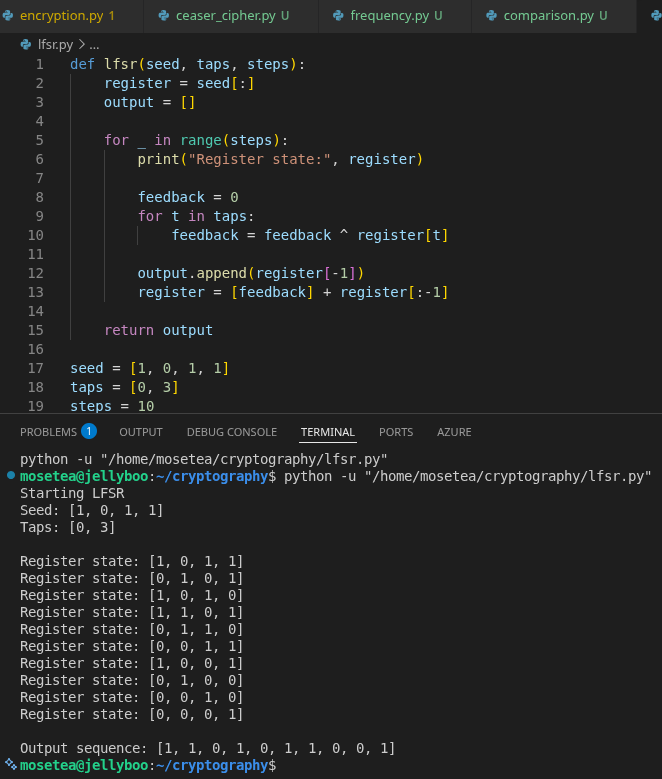 encryption.py 1 ceaser_cipher.py U frequency.py U comparison.py U
lfsr.py > ...
1 def lfsr(seed, taps, steps):
2     register = seed[:]
3     output = []
4
5     for _ in range(steps):
6         print("Register state:", register)
7
8         feedback = 0
9         for t in taps:
10             feedback = feedback ^ register[t]
11
12         output.append(register[-1])
13         register = [feedback] + register[:-1]
14
15     return output
16
17 seed = [1, 0, 1, 1]
18 taps = [0, 3]
19 steps = 10
PROBLEMS 1 OUTPUT DEBUG CONSOLE TERMINAL PORTS AZURE
python -u "/home/mosetea/cryptography/lfsr.py"
mosetea@jellyboo:~/cryptography$ python -u "/home/mosetea/cryptography/lfsr.py"
Starting LFSR
Seed: [1, 0, 1, 1]
Taps: [0, 3]

Register state: [1, 0, 1, 1]
Register state: [0, 1, 0, 1]
Register state: [1, 0, 1, 0]
Register state: [1, 1, 0, 1]
Register state: [0, 1, 1, 0]
Register state: [0, 0, 1, 1]
Register state: [1, 0, 0, 1]
Register state: [0, 1, 0, 0]
Register state: [0, 0, 1, 0]
Register state: [0, 0, 0, 1]

Output sequence: [1, 1, 0, 1, 0, 1, 1, 0, 0, 1]
mosetea@jellyboo:~/cryptography$